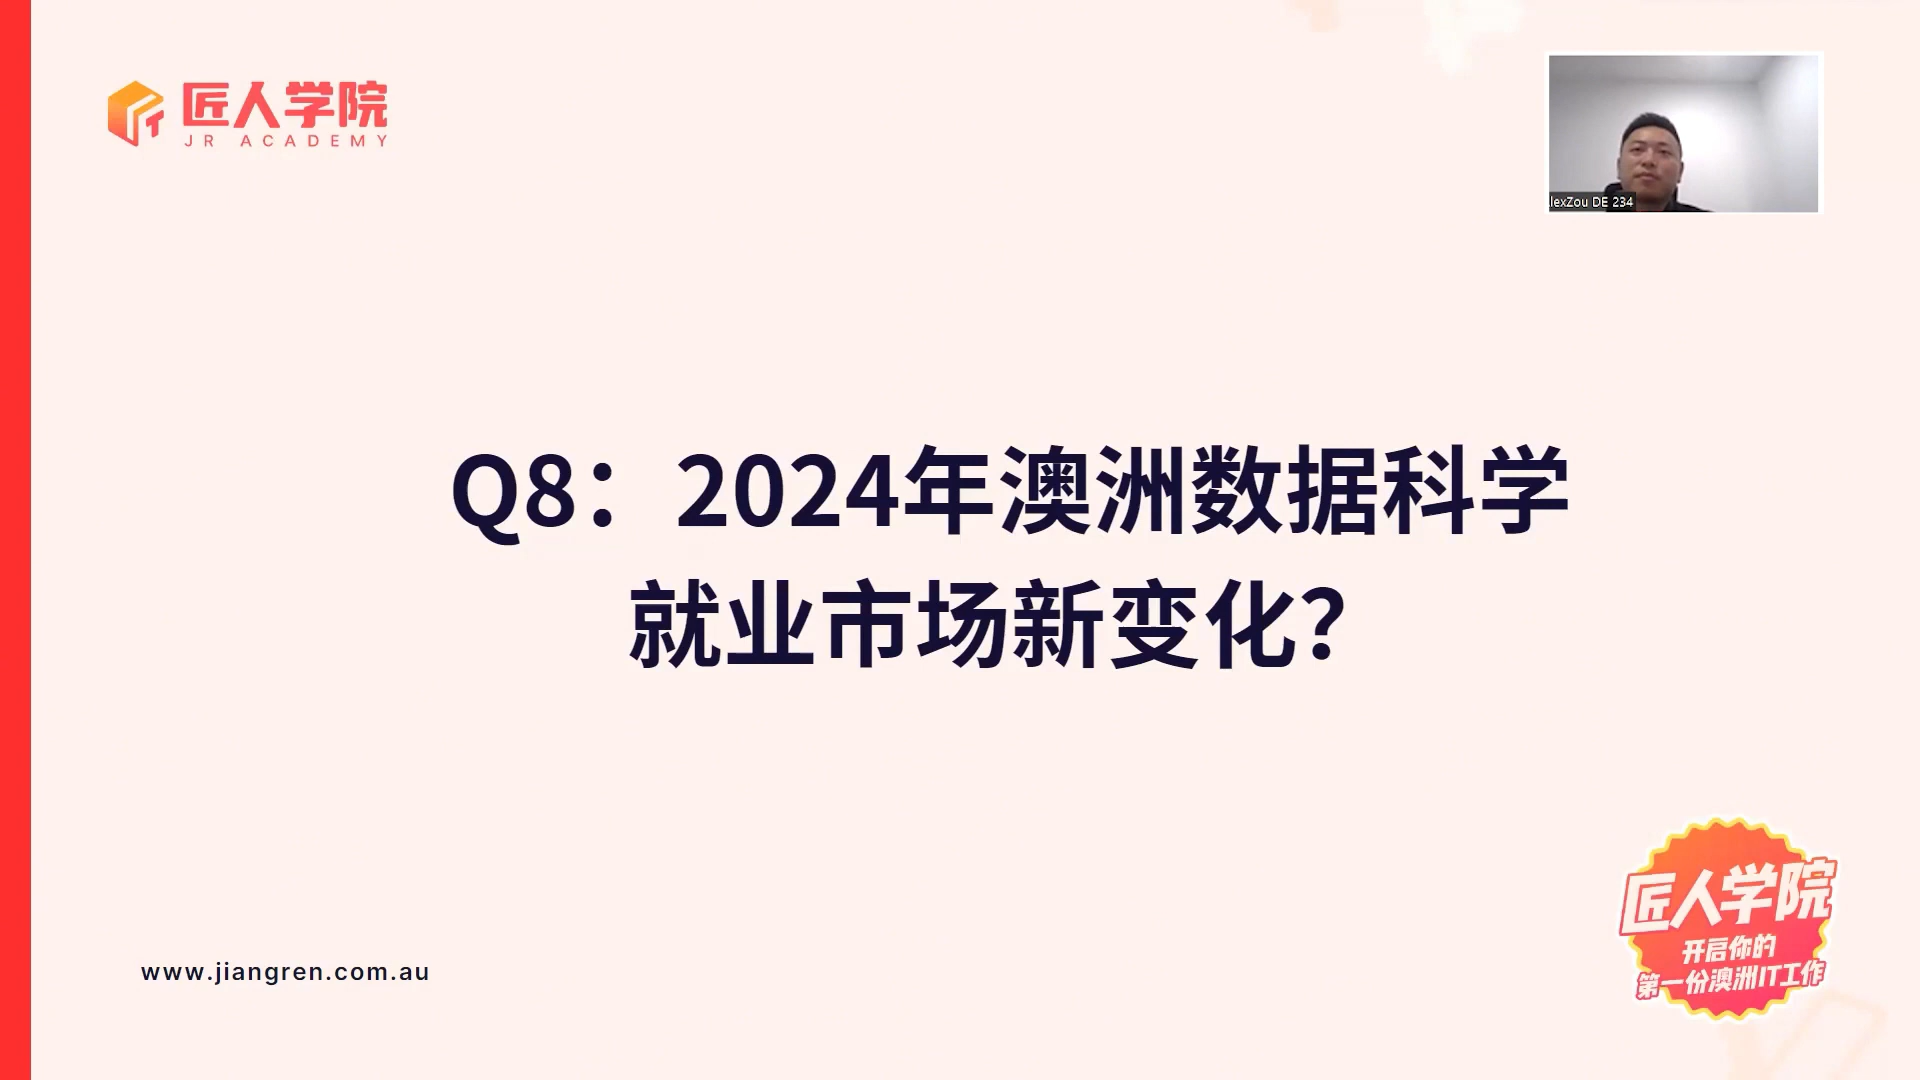 匠人学院
JR ACADEMY
lexZou DE 234
Q8：2024年澳洲数据科学
就业市场新变化？
匠人学院
开启你的
第一份澳洲IT工作
www.jiangren.com.au